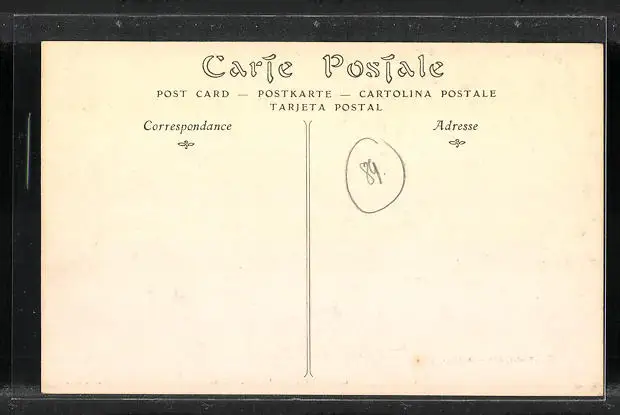 Carte Postale
POST CARD — POSTKARTE — CARTOLINA POSTALE
TARJETA POSTAL
Correspondance
Adresse
89